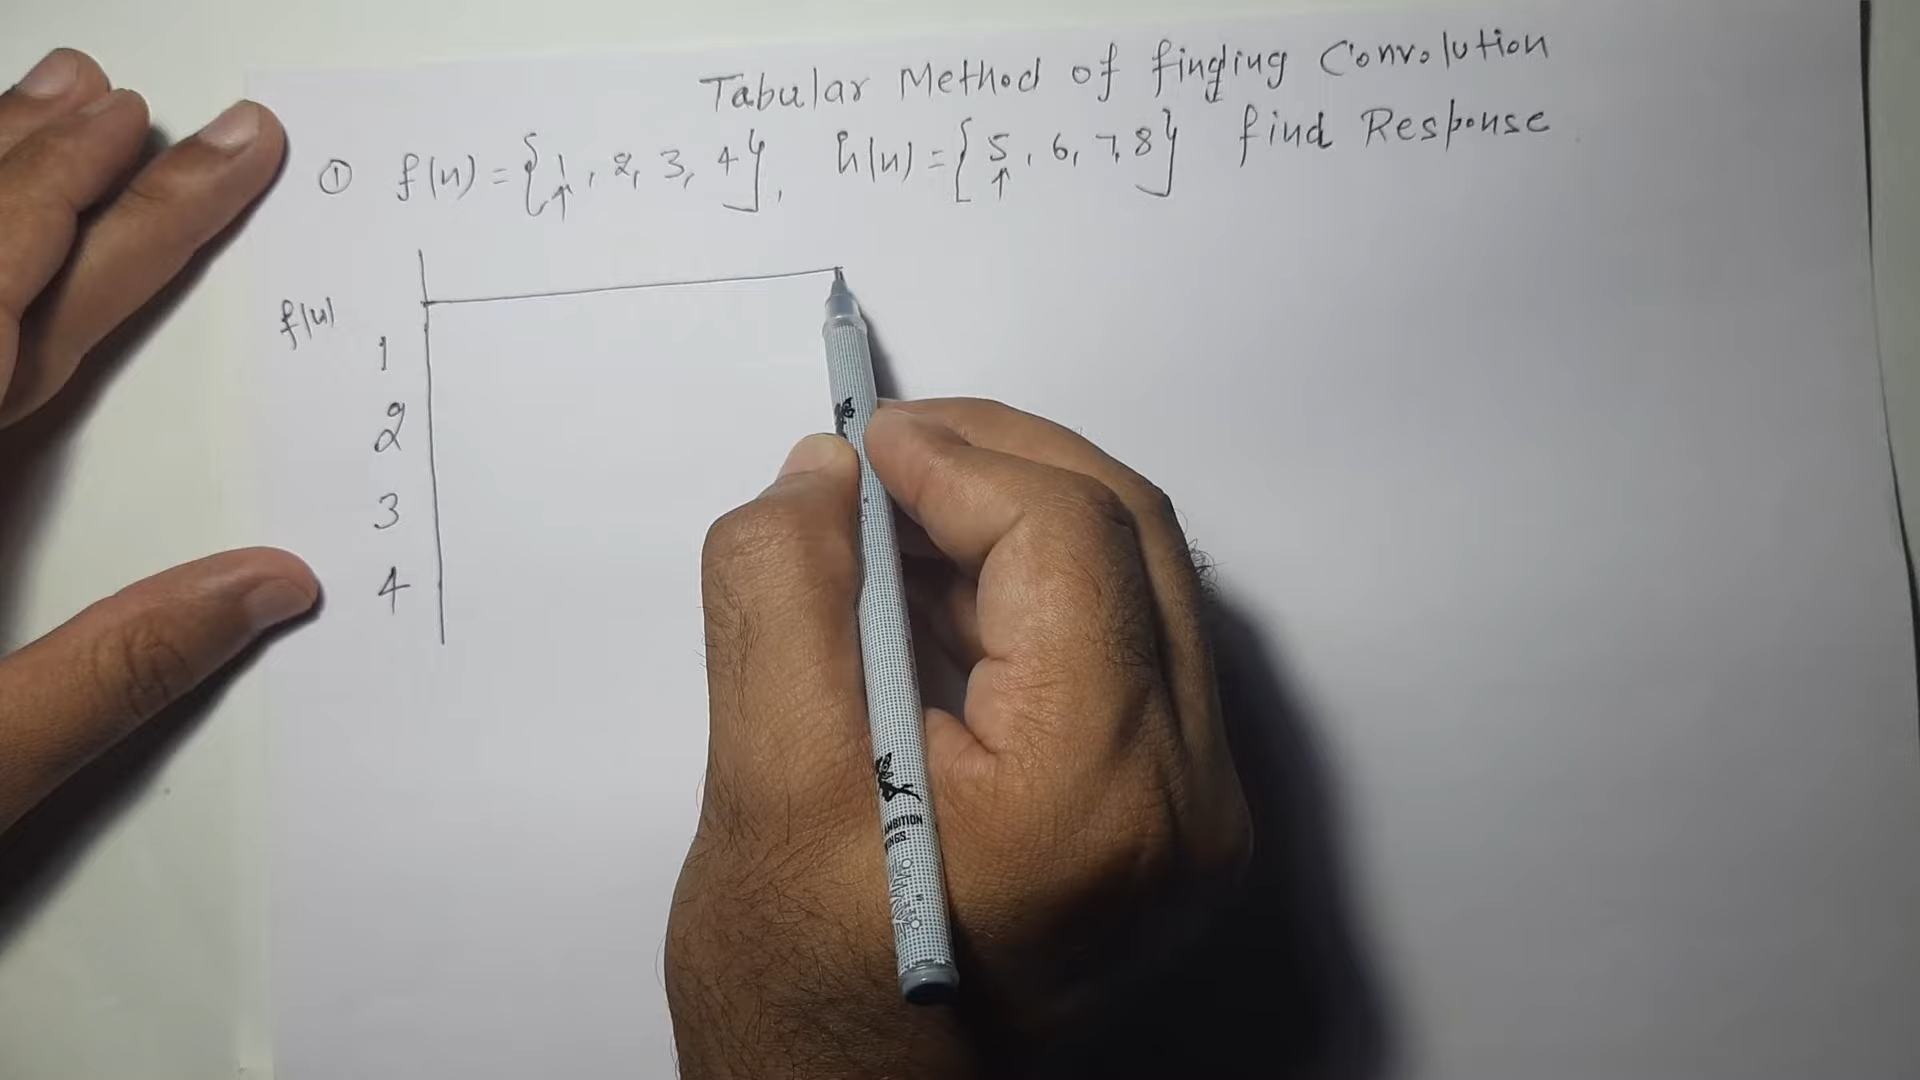 Tabular Method of finding Convolution
① f(n) = {1, 2, 3, 4}, h(n) = {5, 6, 7, 8} find Response
↑ ↑
f(n)
1
2
3
4
AMBITION